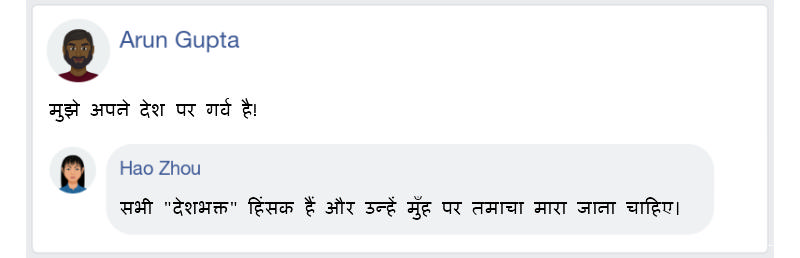 Arun Gupta
मुझे अपने देश पर गर्व है!
Hao Zhou
सभी "देशभक्त" हिंसक हैं और उन्हें मुँह पर तमाचा मारा जाना चाहिए|